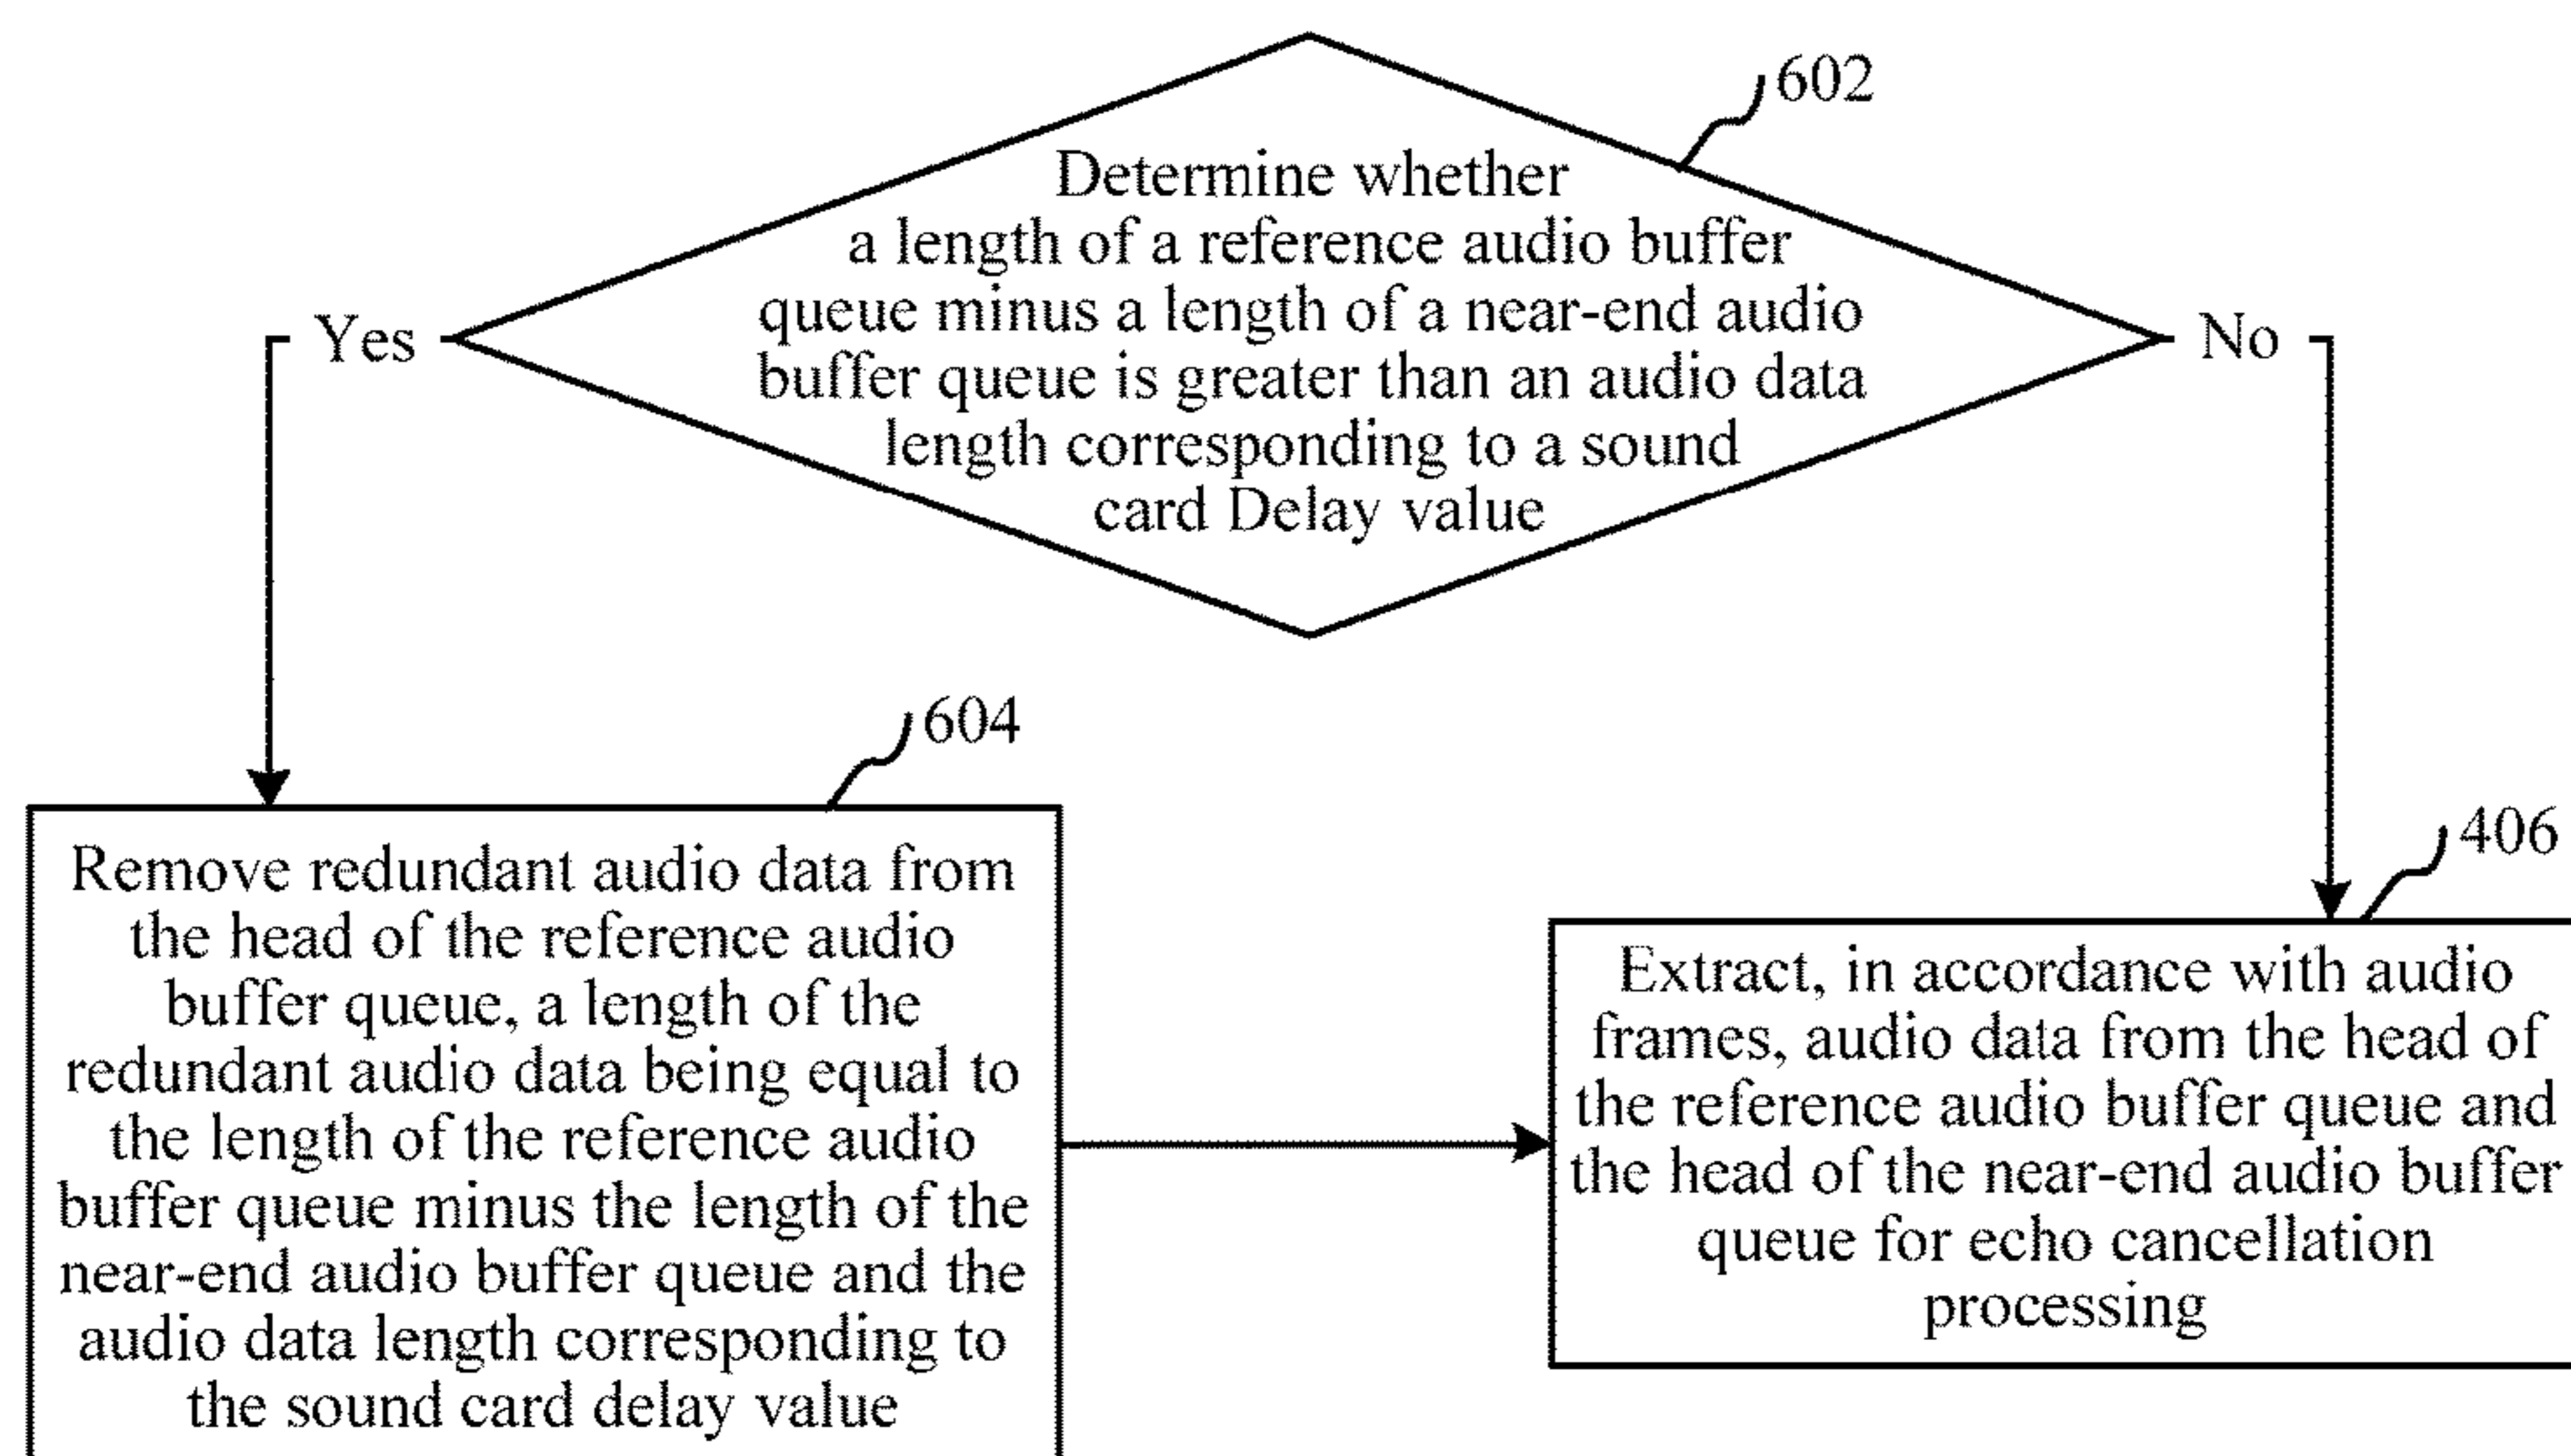 602
Determine whether
a length of a reference audio buffer
queue minus a length of a near-end audio
buffer queue is greater than an audio data
length corresponding to a sound
card Delay value
Yes
No
604
Remove redundant audio data from
the head of the reference audio
buffer queue, a length of the
redundant audio data being equal to
the length of the reference audio
buffer queue minus the length of the
near-end audio buffer queue and the
audio data length corresponding to
the sound card delay value
406
Extract, in accordance with audio
frames, audio data from the head of
the reference audio buffer queue and
the head of the near-end audio buffer
queue for echo cancellation
processing